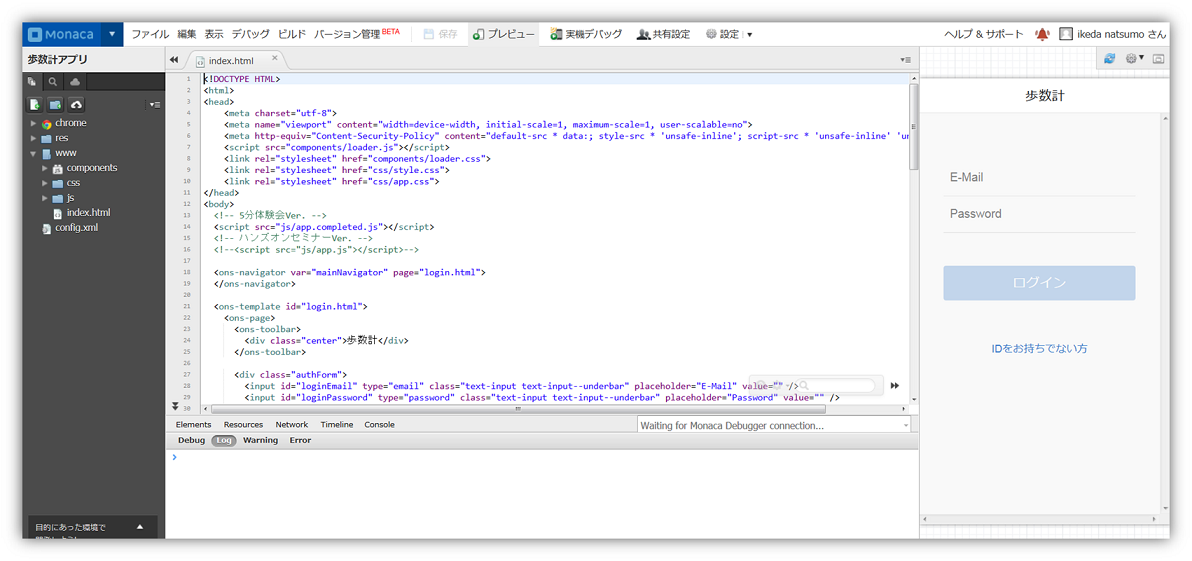 Monaca ▼ ファイル 編集 表示 デバッグ ビルド バージョン管理 BETA 保存 プレビュー 実機デバッグ 共有設定 設定 ▼ ヘルプ & サポート ikeda natsumo さん
歩数計アプリ
index.html ×
chrome
res
www
components
css
js
index.html
config.xml
目的にあった環境で
1 <!DOCTYPE HTML>
2 <html>
3 <head>
4 <meta charset="utf-8">
5 <meta name="viewport" content="width=device-width, initial-scale=1, maximum-scale=1, user-scalable=no">
6 <meta http-equiv="Content-Security-Policy" content="default-src * data:; style-src * 'unsafe-inline'; script-src * 'unsafe-inline' 'un
7 <script src="components/loader.js"></script>
8 <link rel="stylesheet" href="components/loader.css">
9 <link rel="stylesheet" href="css/style.css">
10 <link rel="stylesheet" href="css/app.css">
11 </head>
12 <body>
13 <!-- 5分体験会Ver. -->
14 <script src="js/app.completed.js"></script>
15 <!-- ハンズオンセミナーVer. -->
16 <!--<script src="js/app.js"></script>-->
17
18 <ons-navigator var="mainNavigator" page="login.html">
19 </ons-navigator>
20
21 <ons-template id="login.html">
22 <ons-page>
23 <ons-toolbar>
24 <div class="center">歩数計</div>
25 </ons-toolbar>
26
27 <div class="authForm">
28 <input id="loginEmail" type="email" class="text-input text-input--underbar" placeholder="E-Mail" value="" />
29 <input id="loginPassword" type="password" class="text-input text-input--underbar" placeholder="Password" value="" />
30
Elements Resources Network Timeline Console Waiting for Monaca Debugger connection...
Debug Log Warning Error
歩数計
E-Mail
Password
ログイン
IDをお持ちでない方